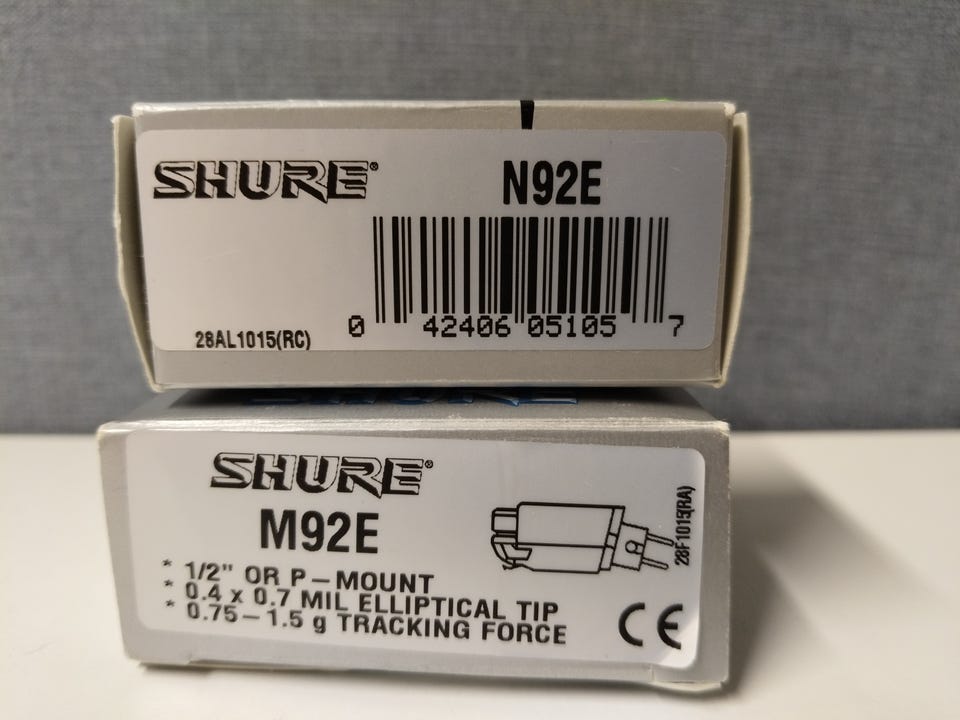 SHURE®
N92E
0 42406 05105 7
28AL1015(RC)
SHURE
SHURE®
M92E
* 1/2" OR P-MOUNT
* 0.4 x 0.7 MIL ELLIPTICAL TIP
* 0.75-1.5 g TRACKING FORCE
28F1015(RA)
CE